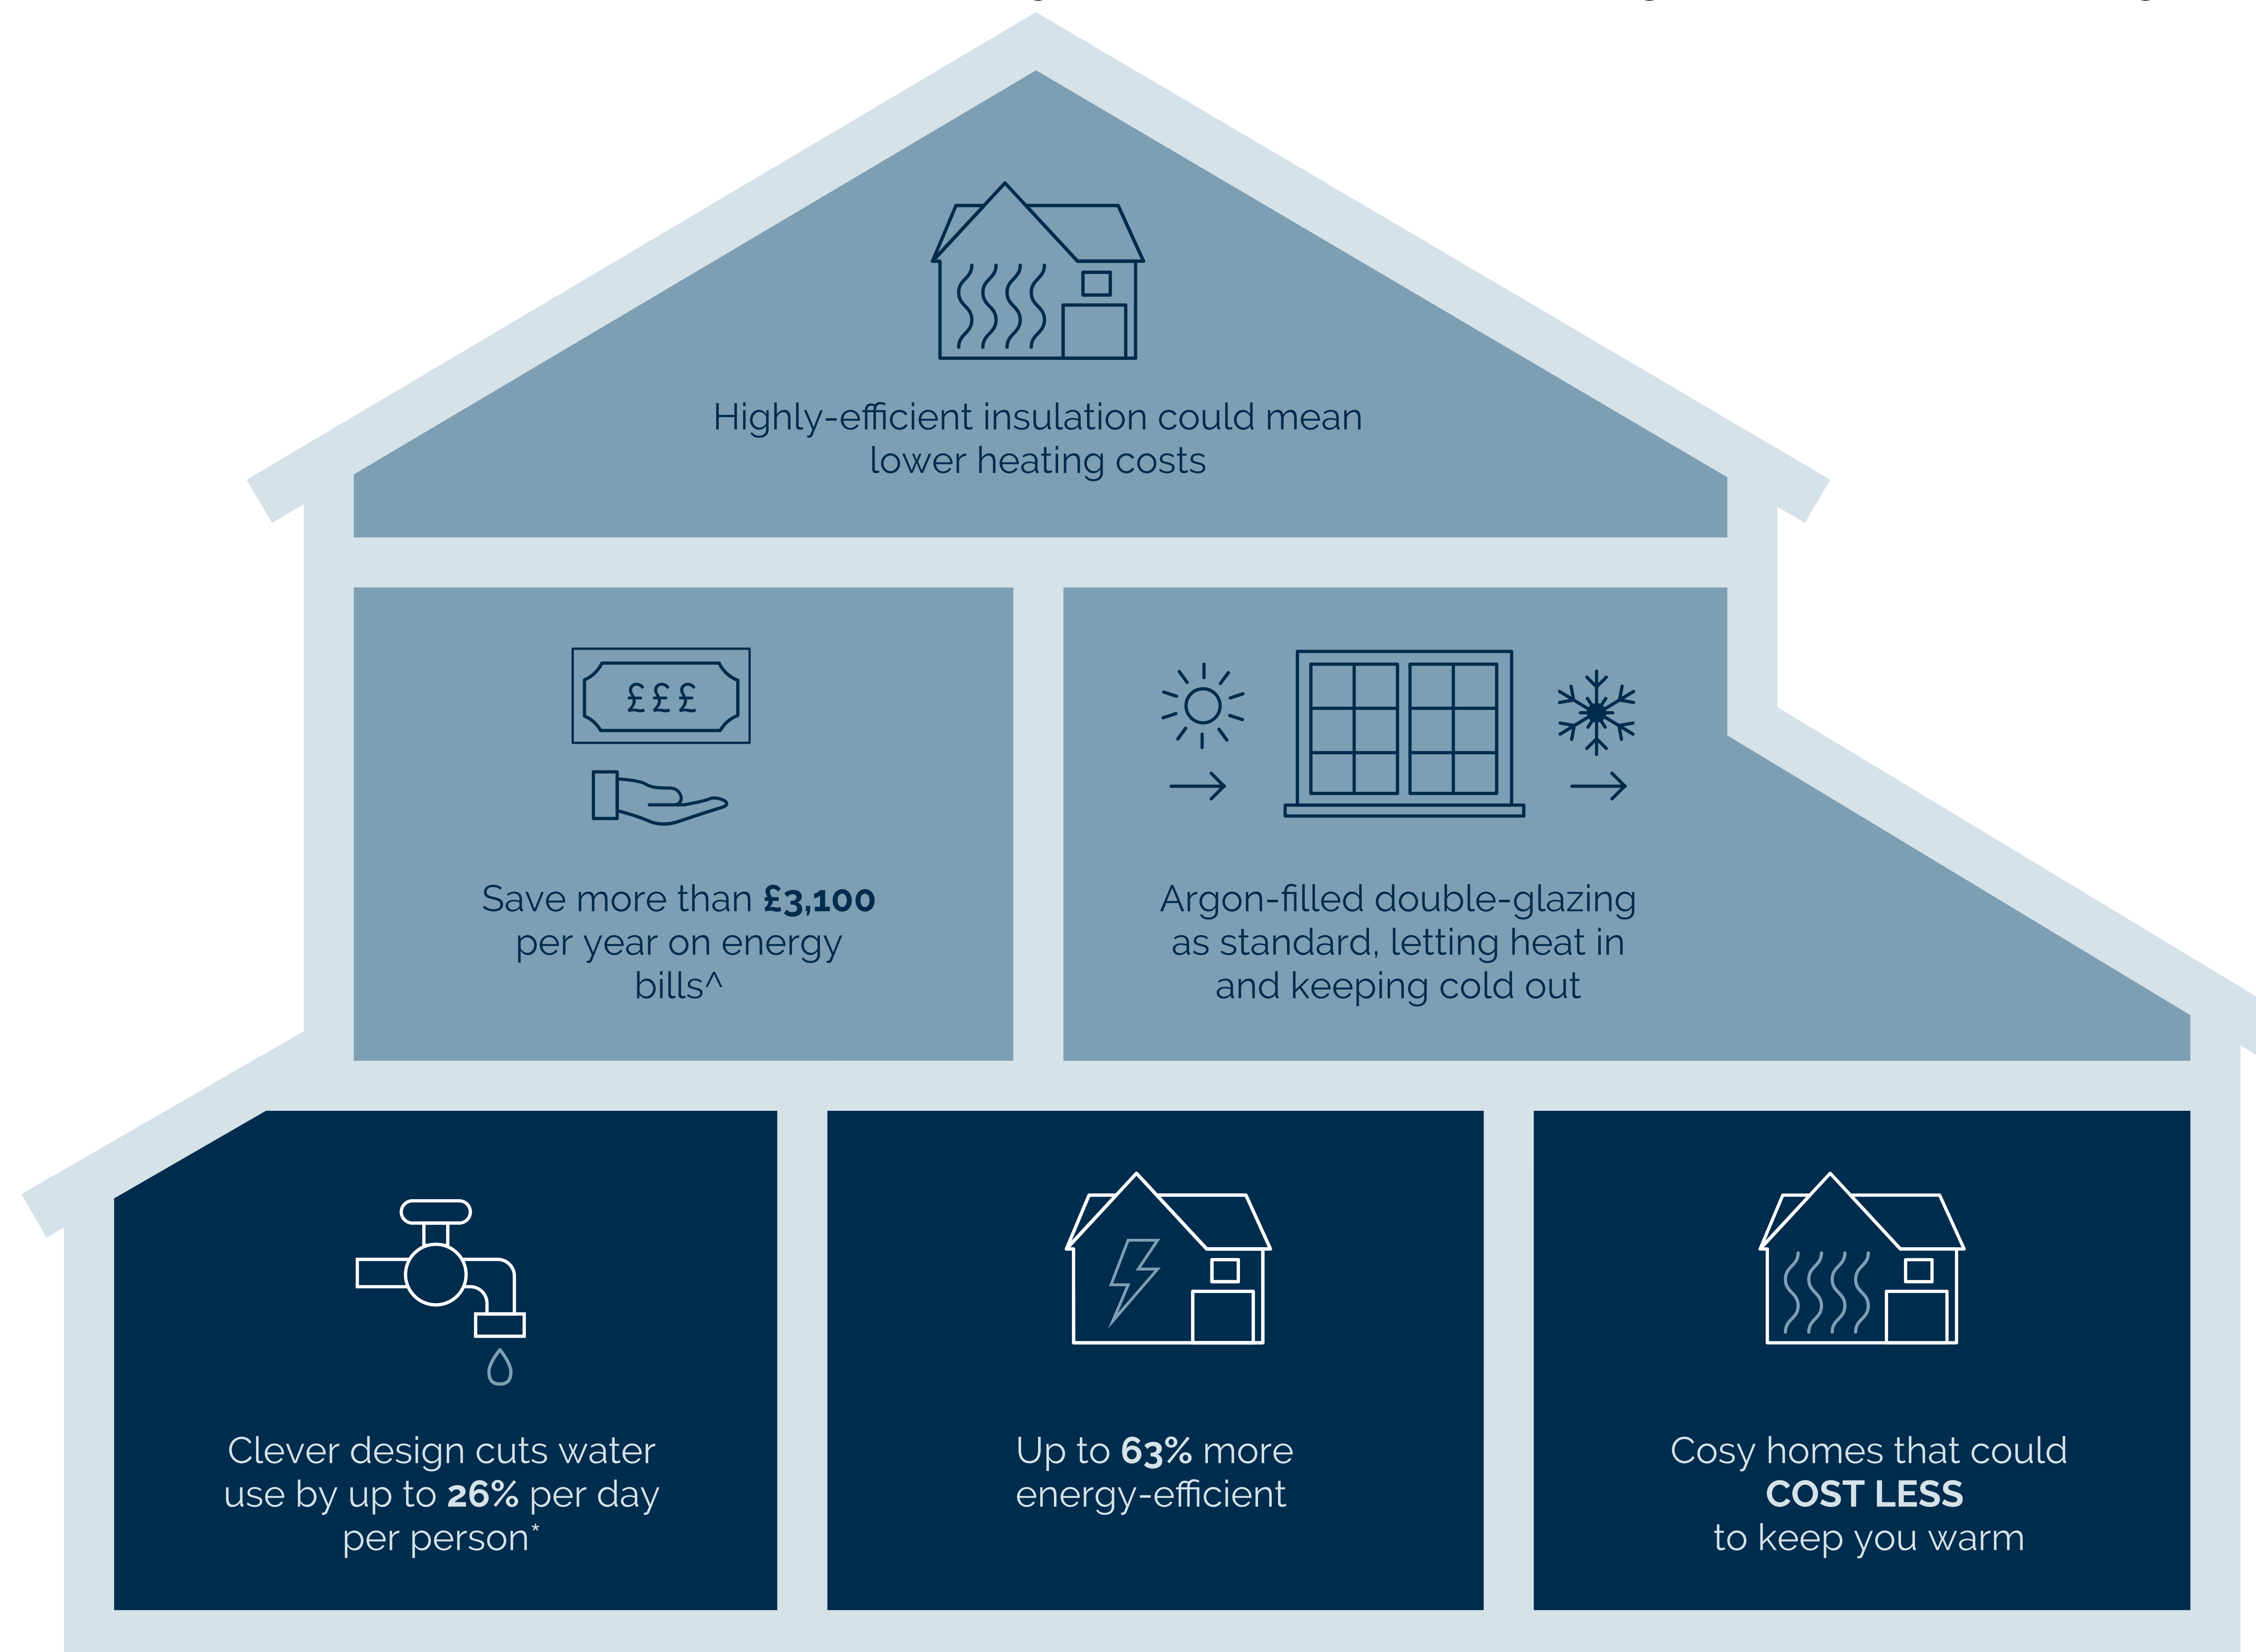 Highly-efficient insulation could mean
lower heating costs
£££
Save more than £3,100
per year on energy
bills^
Argon-filled double-glazing
as standard, letting heat in
and keeping cold out
Clever design cuts water
use by up to 26% per day
per person*
Up to 63% more
energy-efficient
Cosy homes that could
COST LESS
to keep you warm